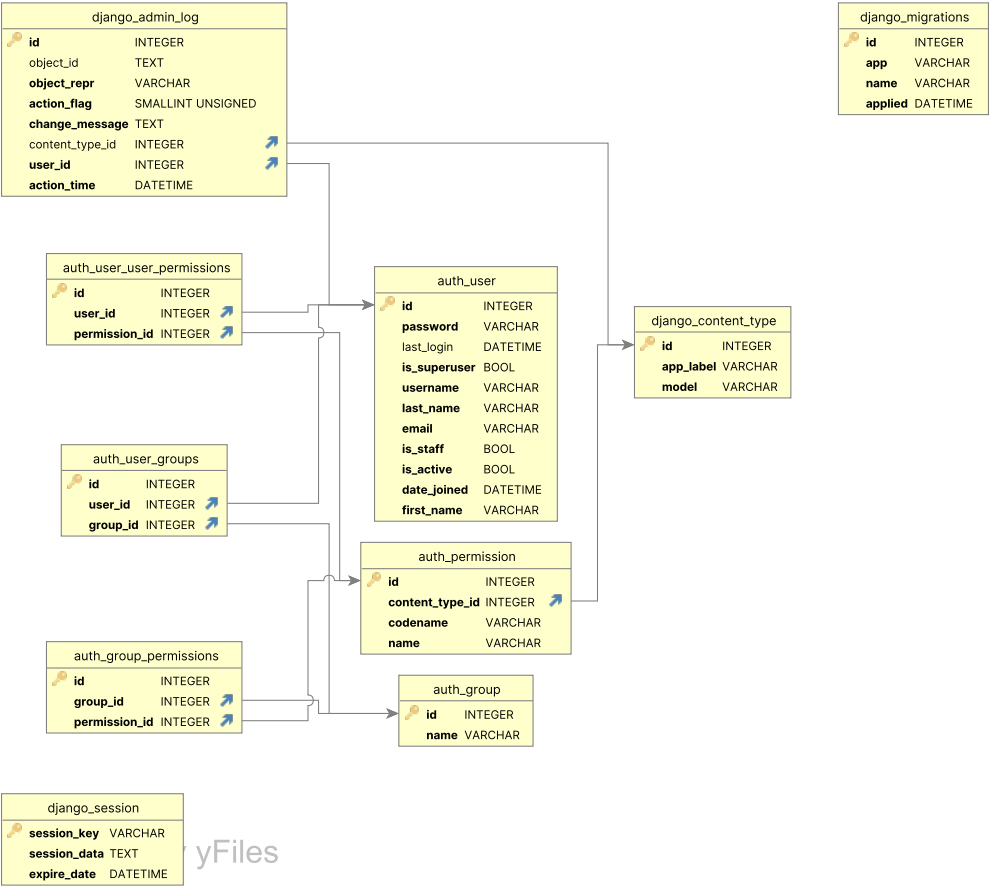 django_admin_log
id INTEGER
object_id TEXT
object_repr VARCHAR
action_flag SMALLINT UNSIGNED
change_message TEXT
content_type_id INTEGER
user_id INTEGER
action_time DATETIME
django_migrations
id INTEGER
app VARCHAR
name VARCHAR
applied DATETIME
auth_user_user_permissions
id INTEGER
user_id INTEGER
permission_id INTEGER
auth_user
id INTEGER
password VARCHAR
last_login DATETIME
is_superuser BOOL
username VARCHAR
last_name VARCHAR
email VARCHAR
is_staff BOOL
is_active BOOL
date_joined DATETIME
first_name VARCHAR
django_content_type
id INTEGER
app_label VARCHAR
model VARCHAR
auth_user_groups
id INTEGER
user_id INTEGER
group_id INTEGER
auth_permission
id INTEGER
content_type_id INTEGER
codename VARCHAR
name VARCHAR
auth_group_permissions
id INTEGER
group_id INTEGER
permission_id INTEGER
auth_group
id INTEGER
name VARCHAR
django_session
session_key VARCHAR
session_data TEXT
expire_date DATETIME
yFiles